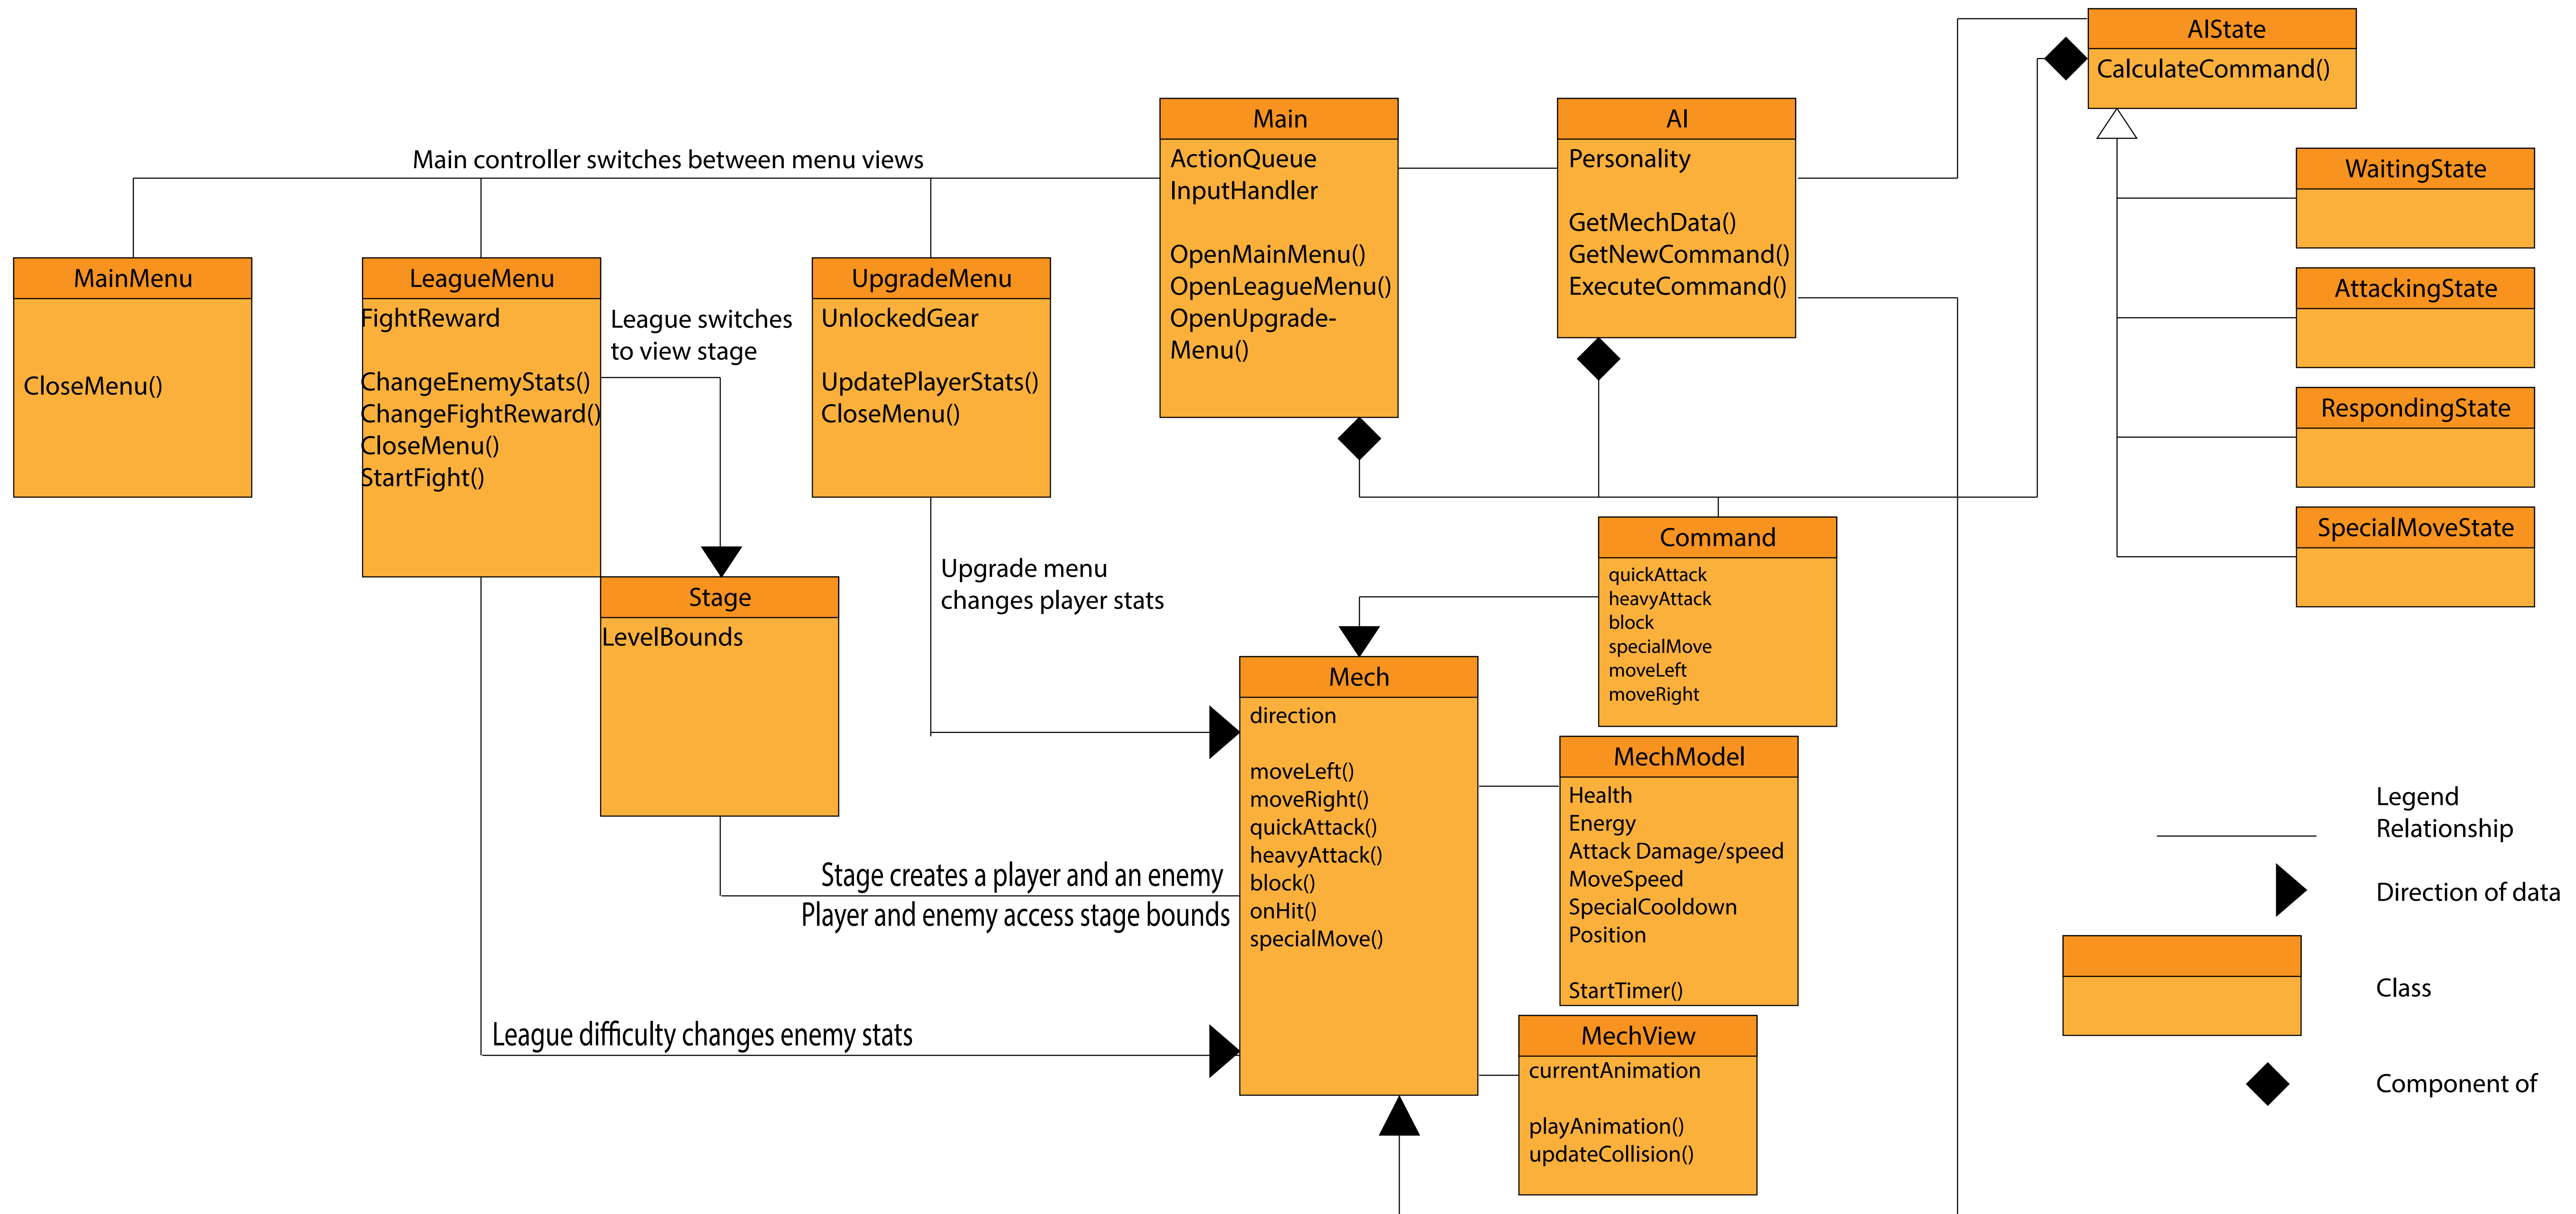 AIState
CalculateCommand()
Main
ActionQueue
InputHandler
OpenMainMenu()
OpenLeagueMenu()
OpenUpgrade-
Menu()
AI
Personality
GetMechData()
GetNewCommand()
ExecuteCommand()
WaitingState
AttackingState
RespondingState
SpecialMoveState
Main controller switches between menu views
MainMenu
CloseMenu()
LeagueMenu
FightReward
ChangeEnemyStats()
ChangeFightReward()
CloseMenu()
StartFight()
League switches
to view stage
UpgradeMenu
UnlockedGear
UpdatePlayerStats()
CloseMenu()
Upgrade menu
changes player stats
Stage
LevelBounds
Command
quickAttack
heavyAttack
block
specialMove
moveLeft
moveRight
Mech
direction
moveLeft()
moveRight()
quickAttack()
heavyAttack()
block()
onHit()
specialMove()
MechModel
Health
Energy
Attack Damage/speed
MoveSpeed
SpecialCooldown
Position
StartTimer()
Stage creates a player and an enemy
Player and enemy access stage bounds
League difficulty changes enemy stats
MechView
currentAnimation
playAnimation()
updateCollision()
Legend
Relationship
Direction of data
Class
Component of